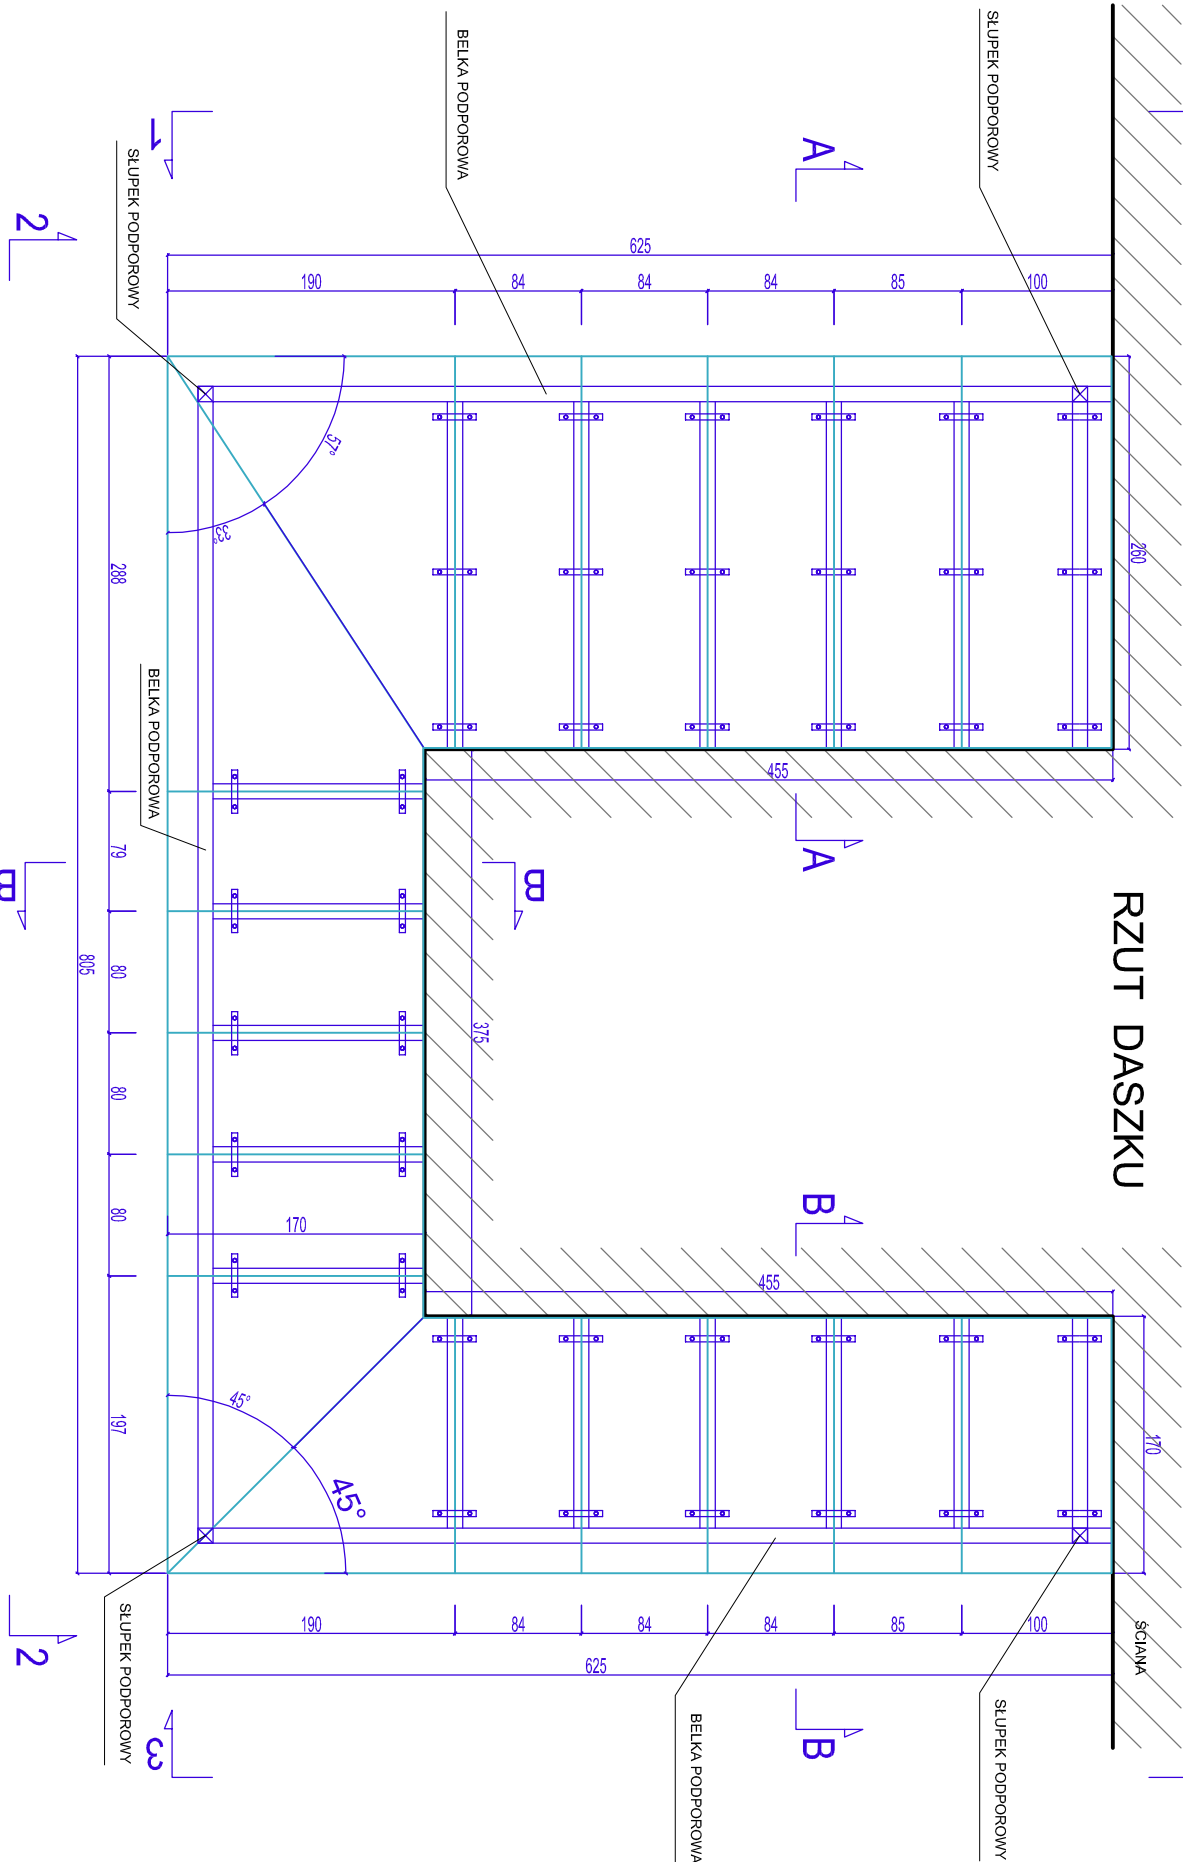 RZUT DASZKU
ŚCIANA
SŁUPEK PODPOROWY
SŁUPEK PODPOROWY
BELKA PODPOROWA
BELKA PODPOROWA
BELKA PODPOROWA
SŁUPEK PODPOROWY
SŁUPEK PODPOROWY
A
A
B
B
B
B
1
2
2
3
625
190
84
84
84
85
100
260
57°
33°
455
375
455
170
170
288
79
80
80
80
197
805
45°
45°
190
84
84
84
85
100
625